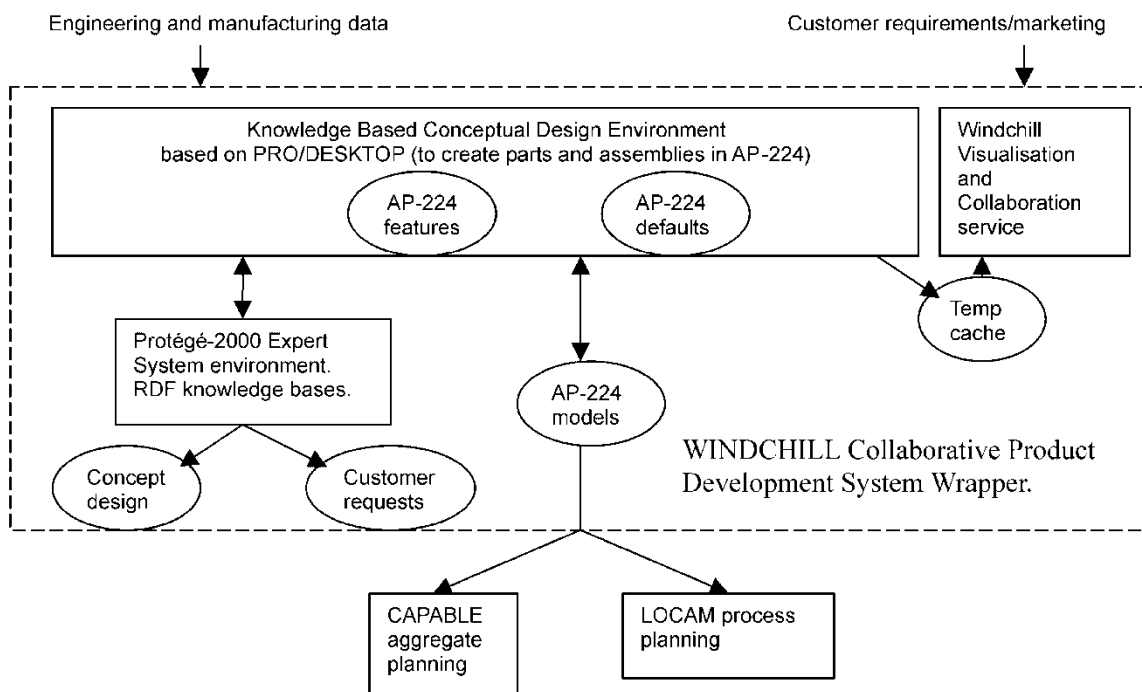 Engineering and manufacturing data
Customer requirements/marketing
Knowledge Based Conceptual Design Environment
based on PRO/DESKTOP (to create parts and assemblies in AP-224)
AP-224
features
AP-224
defaults
Windchill
Visualisation
and
Collaboration
service
Temp
cache
Protégé-2000 Expert
System environment.
RDF knowledge bases.
AP-224
models
Concept
design
Customer
requests
WINDCHILL Collaborative Product
Development System Wrapper.
CAPABLE
aggregate
planning
LOCAM process
planning